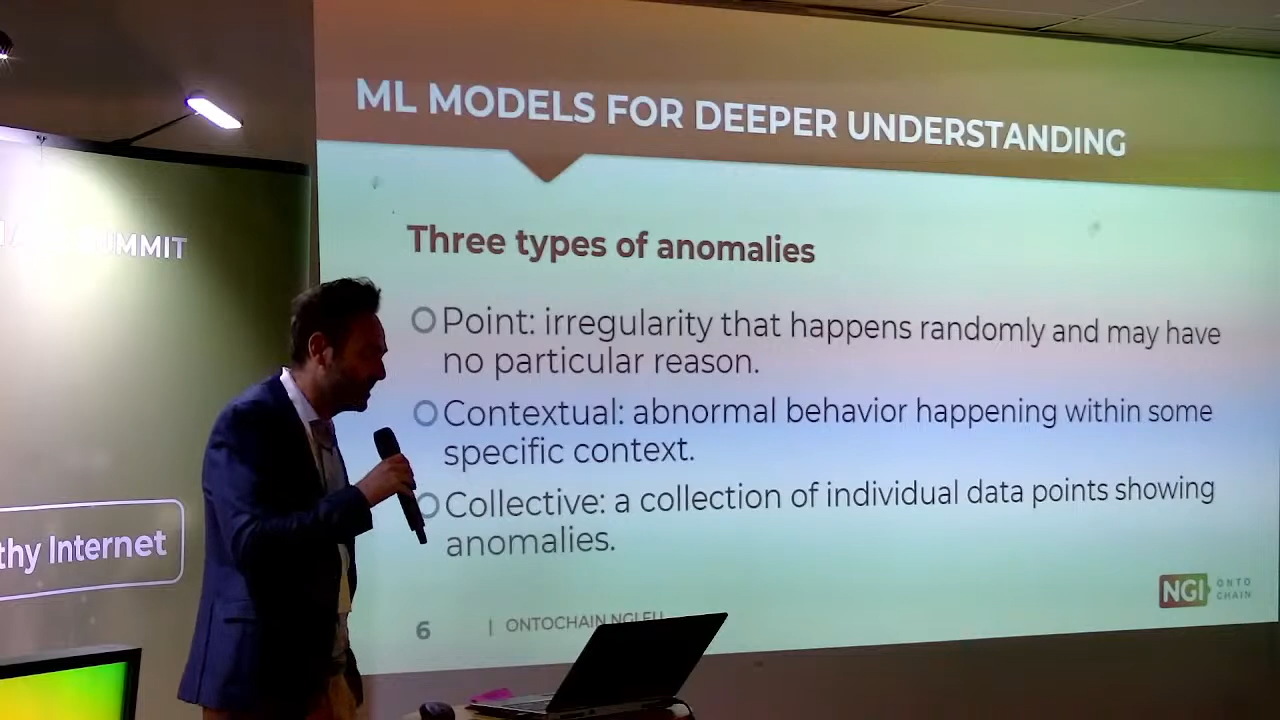 ML MODELS FOR DEEPER UNDERSTANDING
Three types of anomalies
Point: irregularity that happens randomly and may have
no particular reason.
Contextual: abnormal behavior happening within some
specific context.
Collective: a collection of individual data points showing
anomalies.
6 | ONTOCHAIN.NGI.EU
NGI ONTO
CHAIN
UMMIT
thy Internet